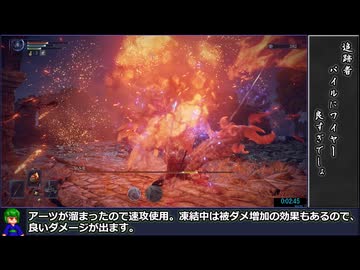 追跡者
パイルにワイヤー
良すぎでしょ
0:02:45
アーツが溜まったので速攻使用。凍結中は被ダメ増加の効果もあるので、
良いダメージが出ます。